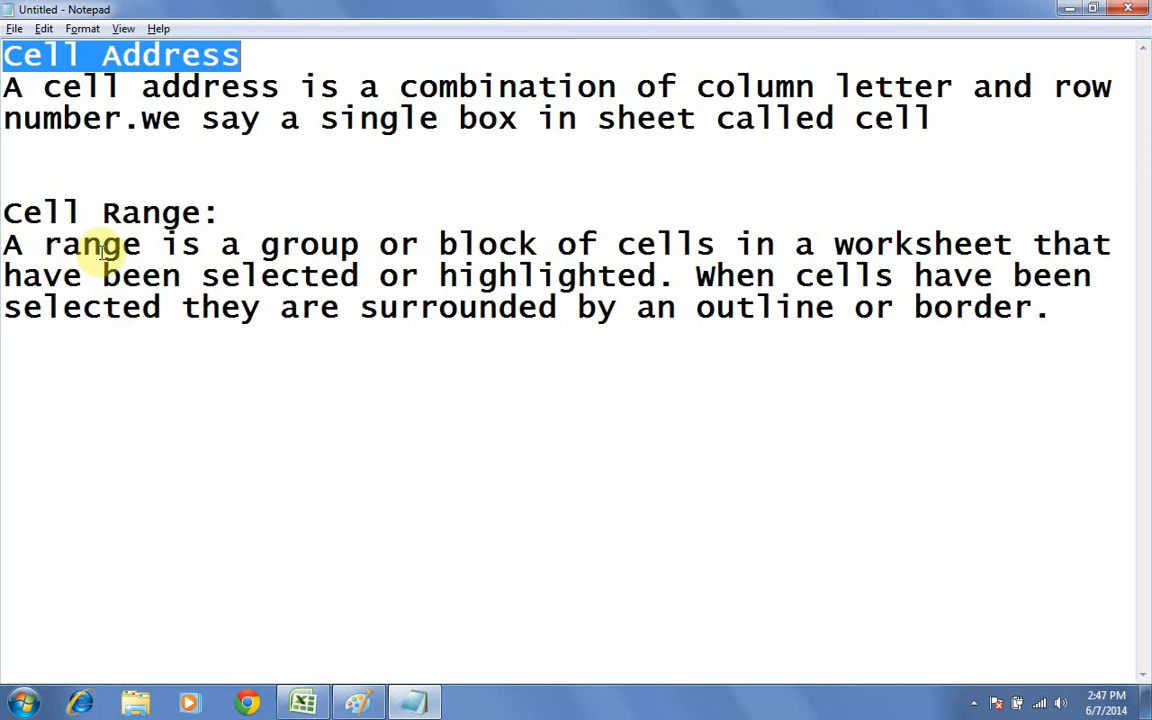 Untitled - Notepad
File Edit Format View Help
Cell Address
A cell address is a combination of column letter and row
number.we say a single box in sheet called cell
Cell Range:
A range is a group or block of cells in a worksheet that
have been selected or highlighted. When cells have been
selected they are surrounded by an outline or border.
2:47 PM
6/7/2014